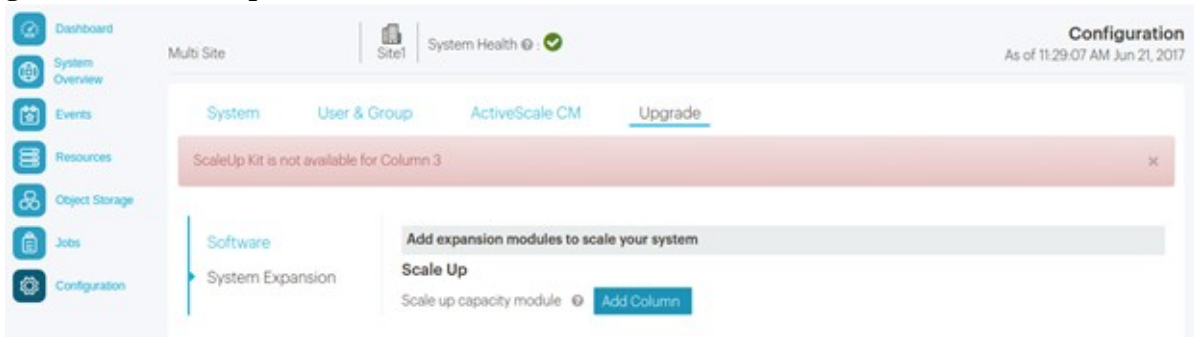 Dashboard
System
Overview
Events
Resources
Object Storage
Jobs
Configuration
Multi Site
Site1
System Health :
Configuration
As of 11:29:07 AM Jun 21, 2017
System User & Group ActiveScale CM Upgrade
ScaleUp Kit is not available for Column 3
Software
System Expansion
Add expansion modules to scale your system
Scale Up
Scale up capacity module Add Column